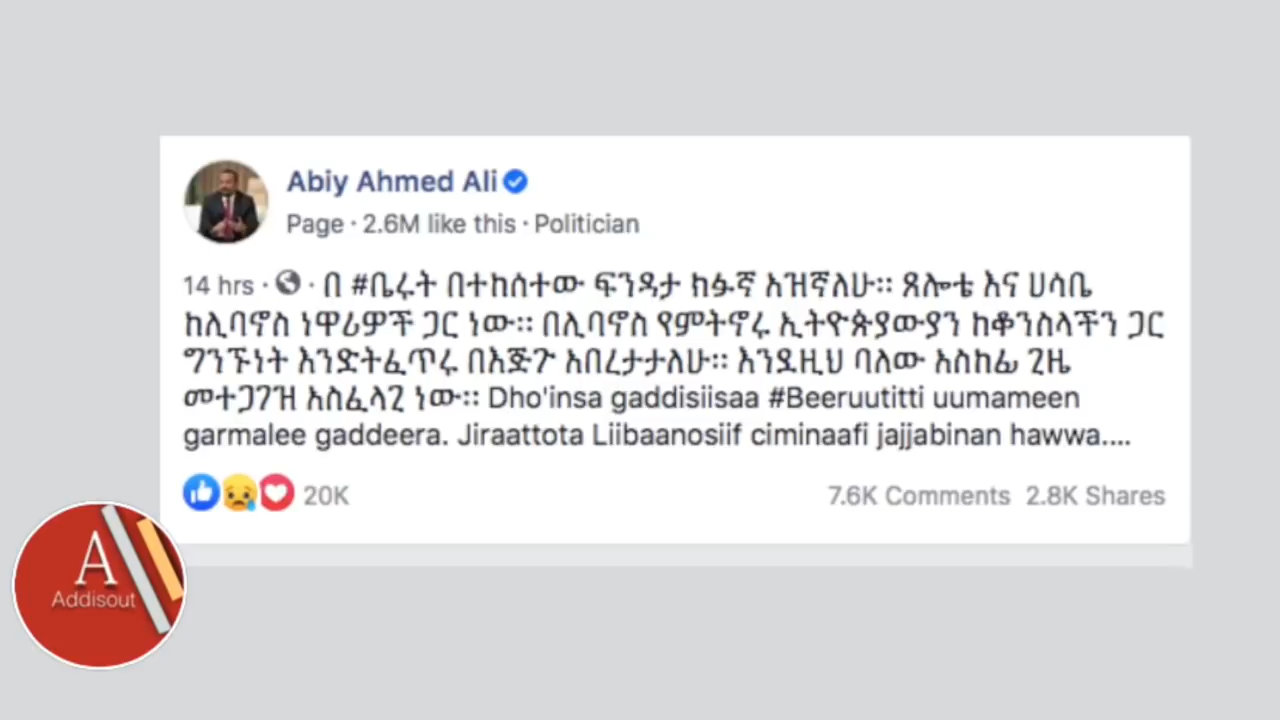 Abiy Ahmed Ali
Page · 2.6M like this · Politician
14 hrs · · በ #ቤሩት በተከሰተው ፍንዳታ ክፉኛ አዝኛለሁ። ጸሎቴ እና ሀሳቤ
ከሊባኖስ ነዋሪዎች ጋር ነው። በሊባኖስ የምትኖሩ ኢትዮጵያውያን ከቆንስላችን ጋር
ግንኙነት እንድትፈጥሩ በእጅጉ አበረታታለሁ። እንደዚህ ባለው አስከፊ ጊዜ
መተጋገዝ አስፈላጊ ነው። Dho'insa gaddisiisaa #Beeruutitti uumameen
garmalee gaddeera. Jiraattota Liibaanosiif ciminaafi jajjabinan hawwa....
20K 7.6K Comments 2.8K Shares
A
Addisout